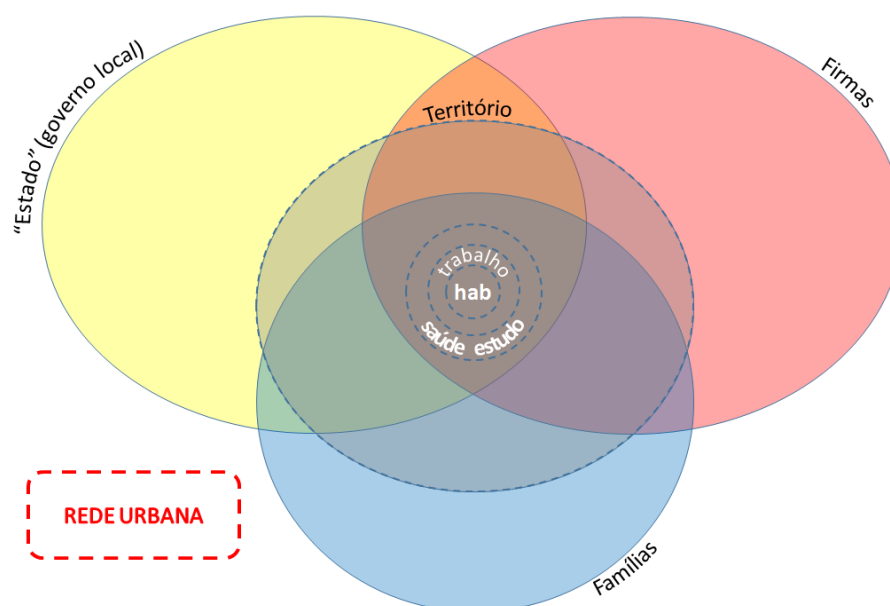 "Estado" (governo local)
Firmas
Território
trabalho
hab
saúde estudo
REDE URBANA
Famílias